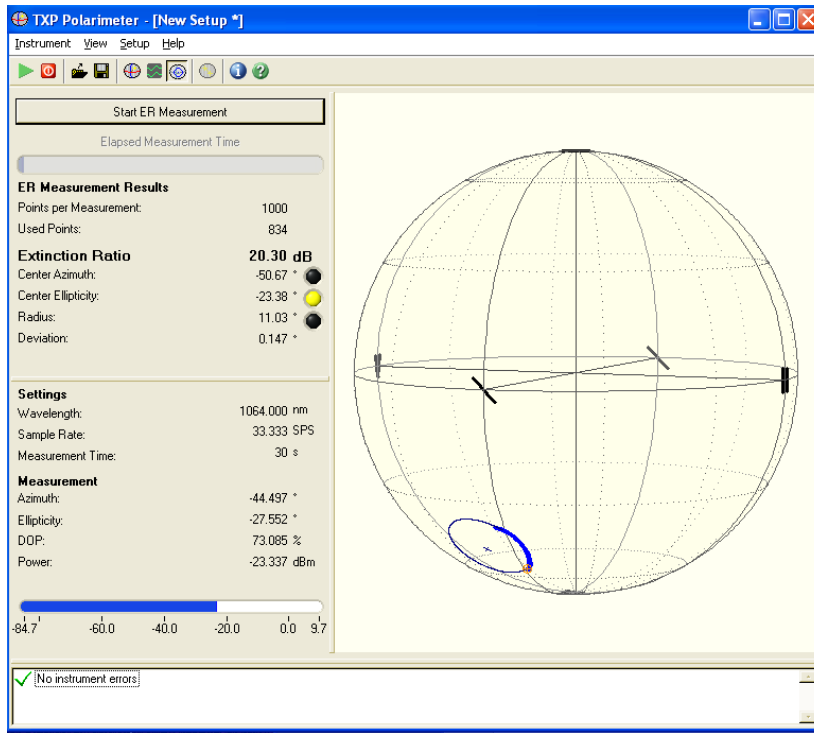 TXP Polarimeter - [New Setup *]
Instrument View Setup Help
Start ER Measurement
Elapsed Measurement Time
ER Measurement Results
Points per Measurement: 1000
Used Points: 834
Extinction Ratio 20.30 dB
Center Azimuth: -50.67 °
Center Ellipticity: -23.38 °
Radius: 11.03 °
Deviation: 0.147 °
Settings
Wavelength: 1064.000 nm
Sample Rate: 33.333 SPS
Measurement Time: 30 s
Measurement
Azimuth: -44.497 °
Ellipticity: -27.552 °
DOP: 73.085 %
Power: -23.337 dBm
-84.7 -60.0 -40.0 -20.0 0.0 9.7
No instrument errors